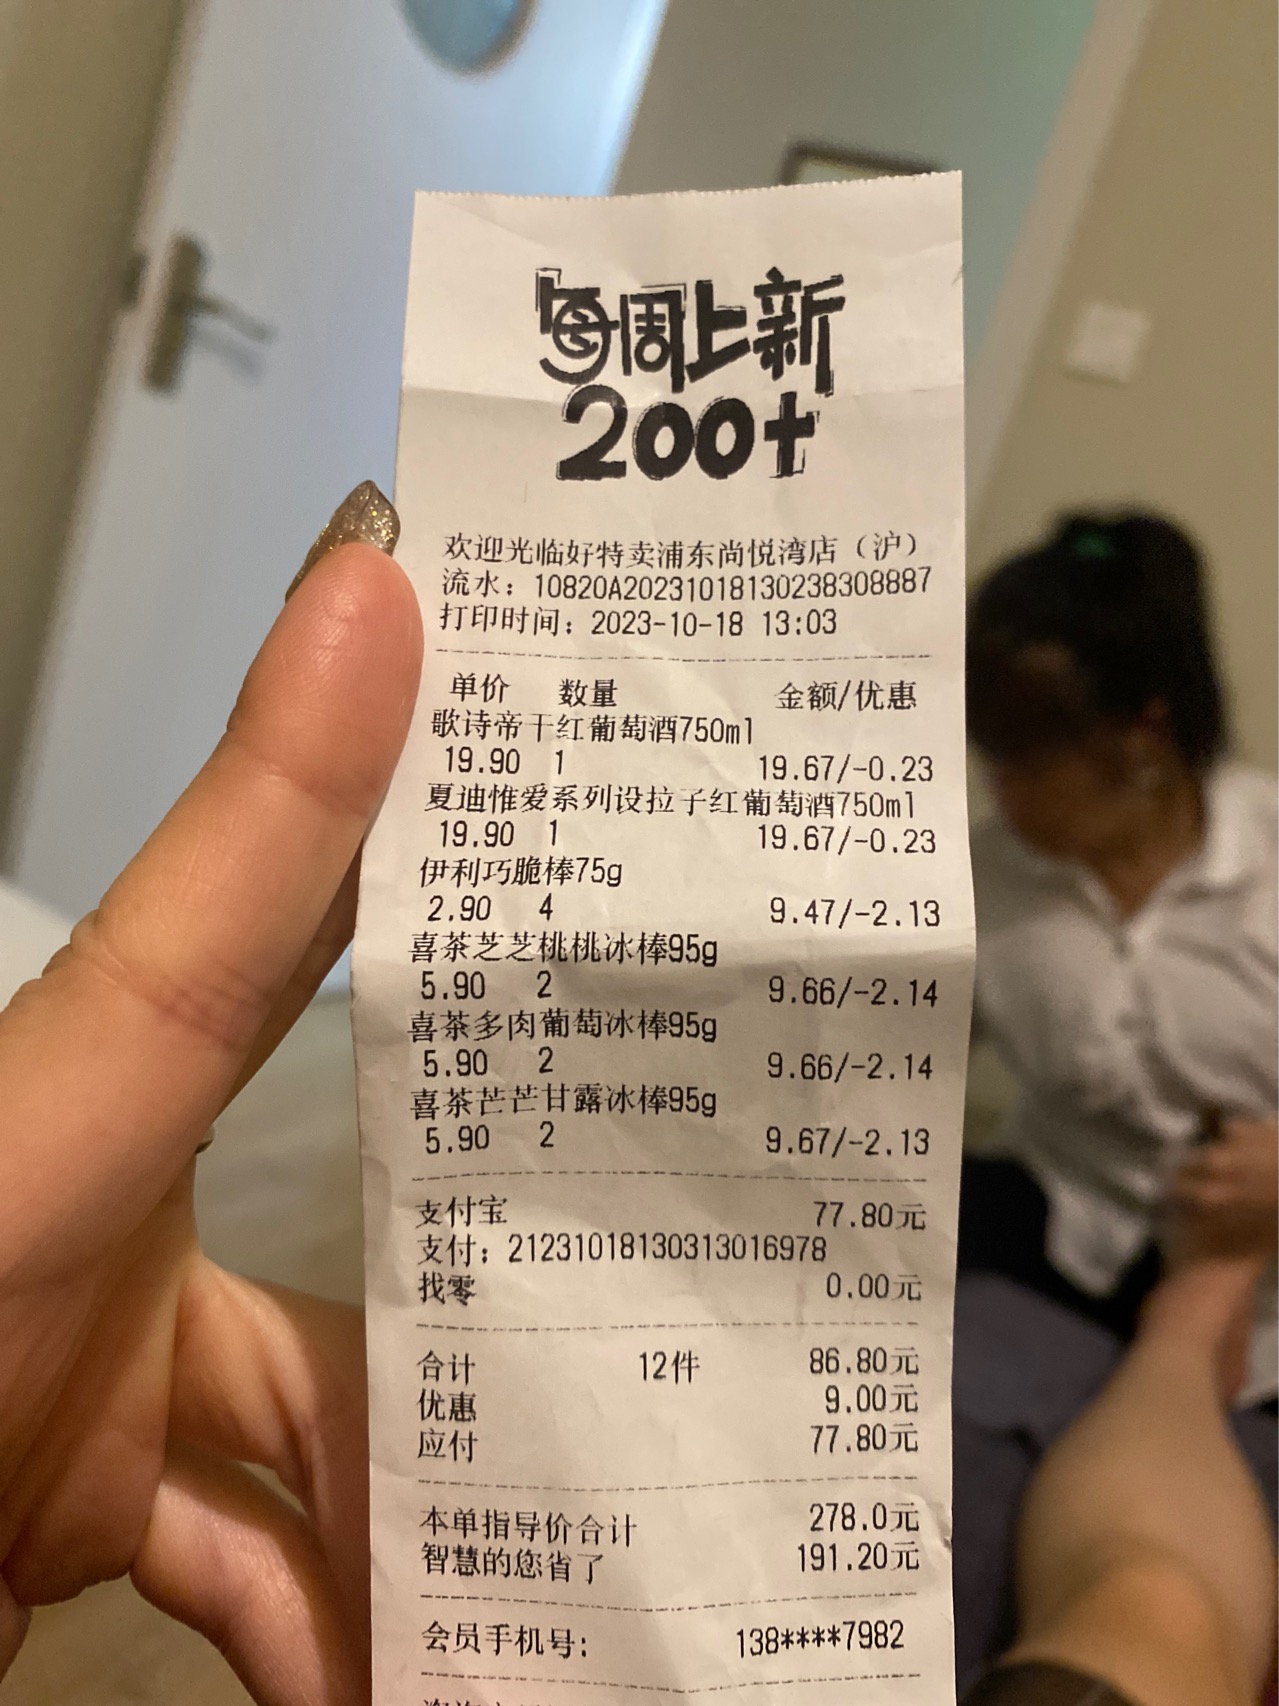 每周上新
200+
欢迎光临好特卖浦东尚悦湾店（沪）
流水：10820A20231018130238308887
打印时间：2023-10-18 13:03
单价 数量 金额/优惠
歌诗帝干红葡萄酒750ml
19.90 1 19.67/-0.23
夏迪惟爱系列设拉子红葡萄酒750ml
19.90 1 19.67/-0.23
伊利巧脆棒75g
2.90 4 9.47/-2.13
喜茶芝芝桃桃冰棒95g
5.90 2 9.66/-2.14
喜茶多肉葡萄冰棒95g
5.90 2 9.66/-2.14
喜茶芒芒甘露冰棒95g
5.90 2 9.67/-2.13
支付宝 77.80元
支付：21231018130313016978
找零 0.00元
合计 12件 86.80元
优惠 9.00元
应付 77.80元
本单指导价合计 278.0元
智慧的您省了 191.20元
会员手机号: 138****7982